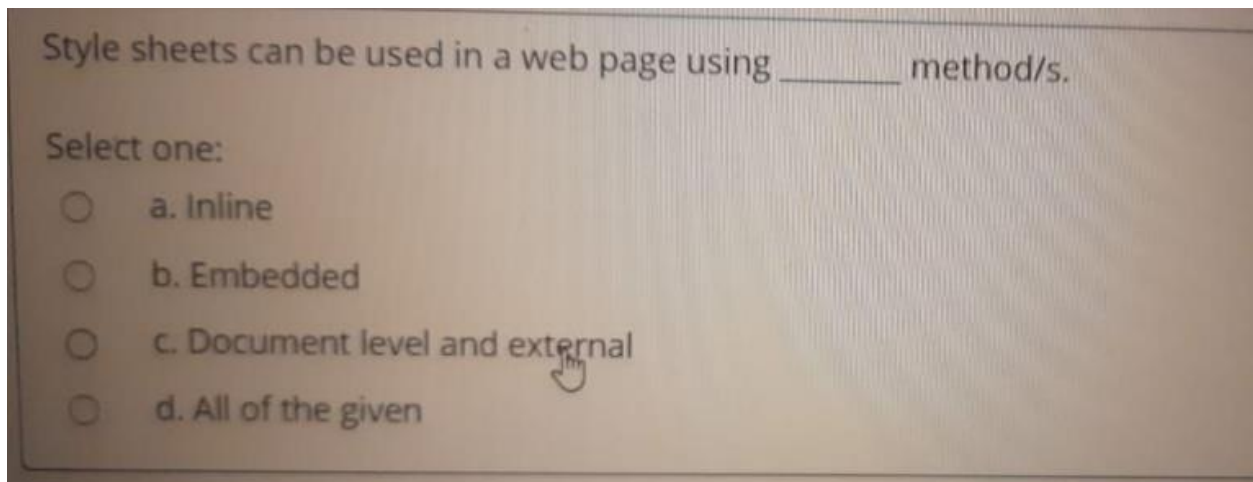 Style sheets can be used in a web page using ________ method/s.
Select one:
a. Inline
b. Embedded
c. Document level and external
d. All of the given